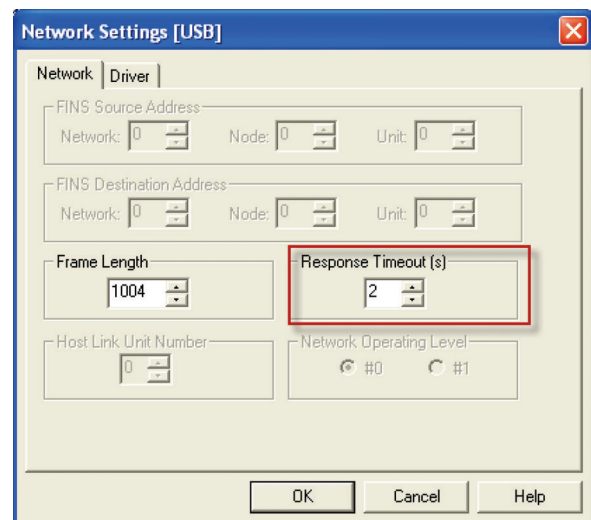 Network Settings [USB]
Network Driver
FINS Source Address
Network: 0 Node: 0 Unit: 0
FINS Destination Address
Network: 0 Node: 0 Unit: 0
Frame Length Response Timeout (s)
1004 2
Host Link Unit Number Network Operating Level
0 #0 #1
OK Cancel Help